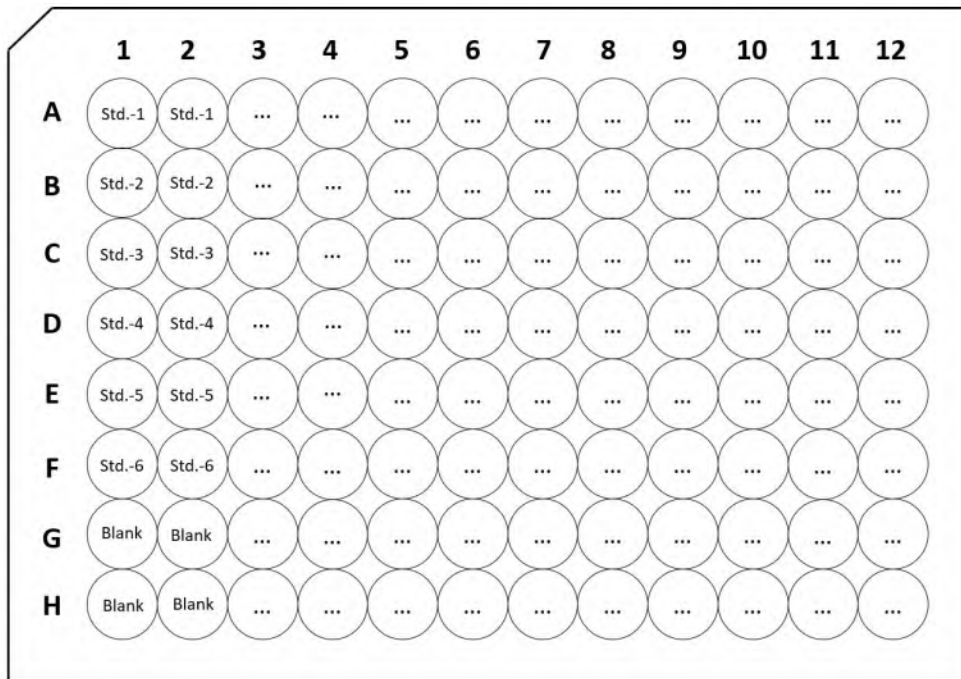 1 2 3 4 5 6 7 8 9 10 11 12
A Std.-1 Std.-1 ... ... ... ... ... ... ... ... ... ...
B Std.-2 Std.-2 ... ... ... ... ... ... ... ... ... ...
C Std.-3 Std.-3 ... ... ... ... ... ... ... ... ... ...
D Std.-4 Std.-4 ... ... ... ... ... ... ... ... ... ...
E Std.-5 Std.-5 ... ... ... ... ... ... ... ... ... ...
F Std.-6 Std.-6 ... ... ... ... ... ... ... ... ... ...
G Blank Blank ... ... ... ... ... ... ... ... ... ...
H Blank Blank ... ... ... ... ... ... ... ... ... ...